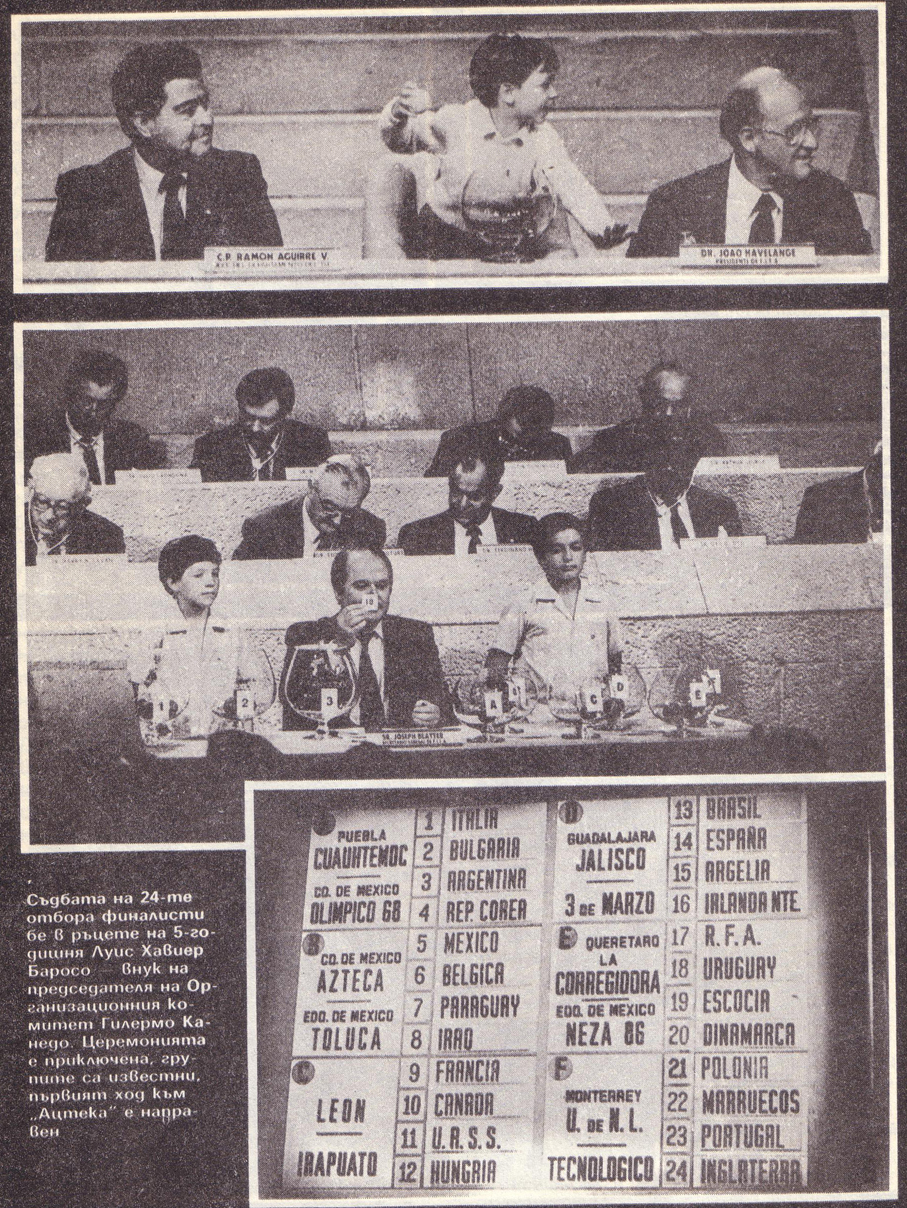 C.P. RAMON AGUIRRE V.
DR. JOAO HAVELANGE
PRESIDENTE DE F.I.F.A.
10
1
2
3
A
C
D
E
SR. JOSEPH BLATTER
PUEBLA
CUAUHTEMOC
CD. DE MEXICO
OLIMPICO 68
1 ITALIA
2 BULGARIA
3 ARGENTINA
4 REP. COREA
B
CD. DE MEXICO
AZTECA
EDO. DE MEXICO
TOLUCA
5 MEXICO
6 BELGICA
7 PARAGUAY
8 IRAQ
C
LEON
IRAPUATO
9 FRANCIA
10 CANADA
11 U.R.S.S.
12 HUNGRIA
D
GUADALAJARA
JALISCO
3 DE MARZO
13 BRASIL
14 ESPAÑA
15 ARGELIA
16 IRLANDA NTE.
E QUERETARO
LA
CORREGIDORA
EDO. DE MEXICO
NEZA 86
17 R.F.A.
18 URUGUAY
19 ESCOCIA
20 DINAMARCA
F
MONTERREY
U. DE N.L.
TECNOLOGICO
21 POLONIA
22 MARRUECOS
23 PORTUGAL
24 INGLATERRA
Съдбата на 24-те
отбора финалисти
бе в ръцете на 5-го-
дишня Луис Хавиер
Баросо — внук на
председателя на Ор-
ганизационния ко-
митет Гилермо Ка-
недо. Церемонията
е приключена, гру-
пите са известни,
първият ход към
„Ацтека" е напра-
вен